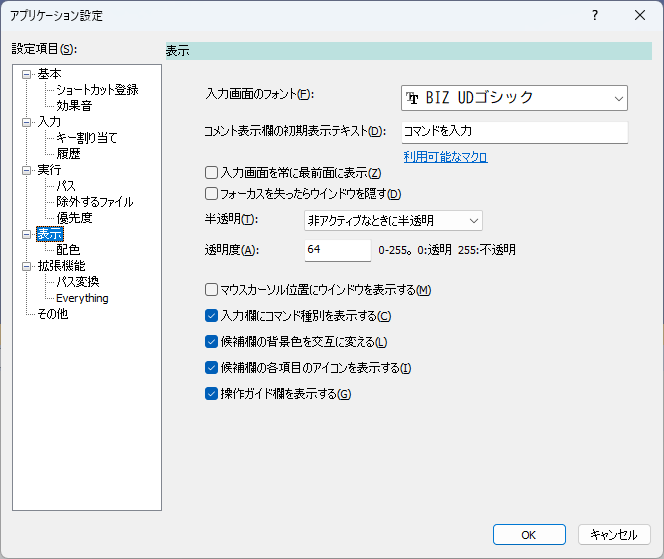 アプリケーション設定
設定項目(S):
基本
ショートカット登録
効果音
入力
キー割り当て
履歴
実行
パス
除外するファイル
優先度
表示
配色
拡張機能
パス変換
Everything
その他
表示
入力画面のフォント(F):
BIZ UDゴシック
コメント表示欄の初期表示テキスト(D):
コマンドを入力
利用可能なマクロ
入力画面を常に最前面に表示(Z)
フォーカスを失ったらウインドウを隠す(D)
半透明(T):
非アクティブなときに半透明
透明度(A):
64
0-255。0:透明 255:不透明
マウスカーソル位置にウインドウを表示する(M)
入力欄にコマンド種別を表示する(C)
候補欄の背景色を交互に変える(L)
候補欄の各項目のアイコンを表示する(I)
操作ガイド欄を表示する(G)
OK
キャンセル